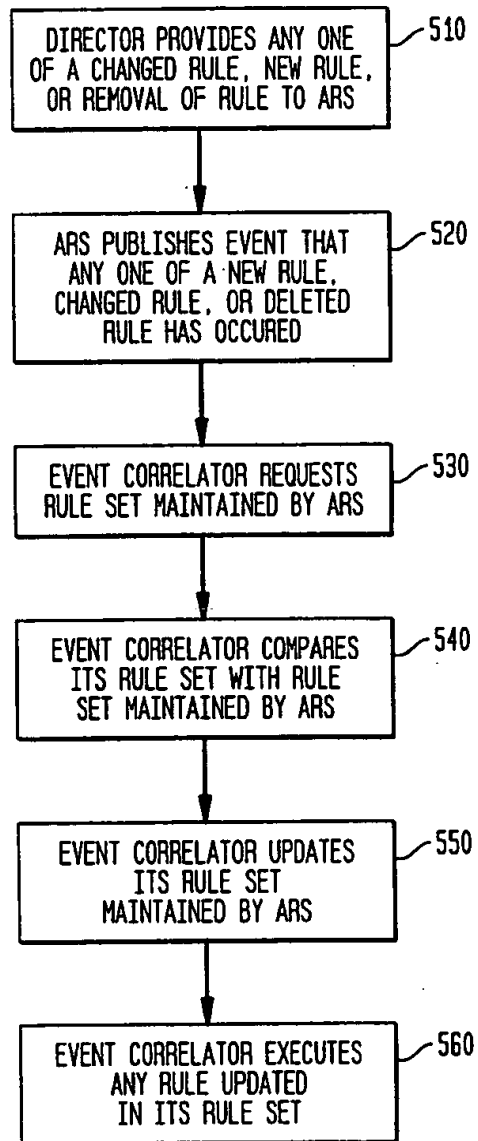 DIRECTOR PROVIDES ANY ONE
OF A CHANGED RULE, NEW RULE,
OR REMOVAL OF RULE TO ARS
510
ARS PUBLISHES EVENT THAT
ANY ONE OF A NEW RULE,
CHANGED RULE, OR DELETED
RULE HAS OCCURED
520
EVENT CORRELATOR REQUESTS
RULE SET MAINTAINED BY ARS
530
EVENT CORRELATOR COMPARES
ITS RULE SET WITH RULE
SET MAINTAINED BY ARS
540
EVENT CORRELATOR UPDATES
ITS RULE SET
MAINTAINED BY ARS
550
EVENT CORRELATOR EXECUTES
ANY RULE UPDATED
IN ITS RULE SET
560